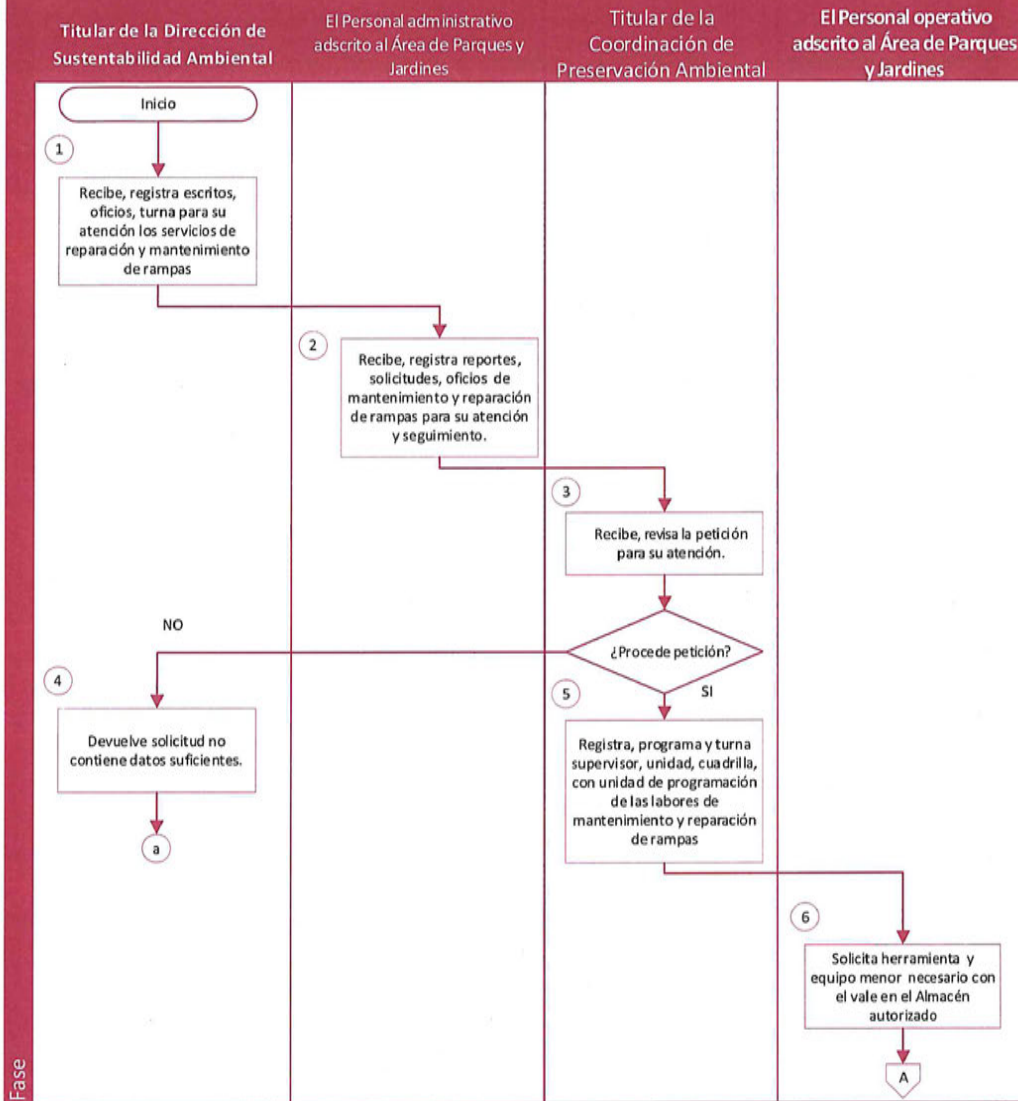 Titular de la Dirección de
Sustentabilidad Ambiental
El Personal administrativo
adscrito al Área de Parques y
Jardines
Titular de la
Coordinación de
Preservación Ambiental
El Personal operativo
adscrito al Área de Parques
y Jardines
Inicio
1
Recibe, registra escritos,
oficios, turna para su
atención los servicios de
reparación y mantenimiento
de rampas
2
Recibe, registra reportes,
solicitudes, oficios de
mantenimiento y reparación
de rampas para su atención
y seguimiento.
3
Recibe, revisa la petición
para su atención.
¿Procede petición?
NO
SI
4
Devuelve solicitud no
contiene datos suficientes.
a
5
Registra, programa y turna
supervisor, unidad, cuadrilla,
con unidad de programación
de las labores de
mantenimiento y reparación
de rampas
6
Solicita herramienta y
equipo menor necesario con
el vale en el Almacén
autorizado
A
Fase